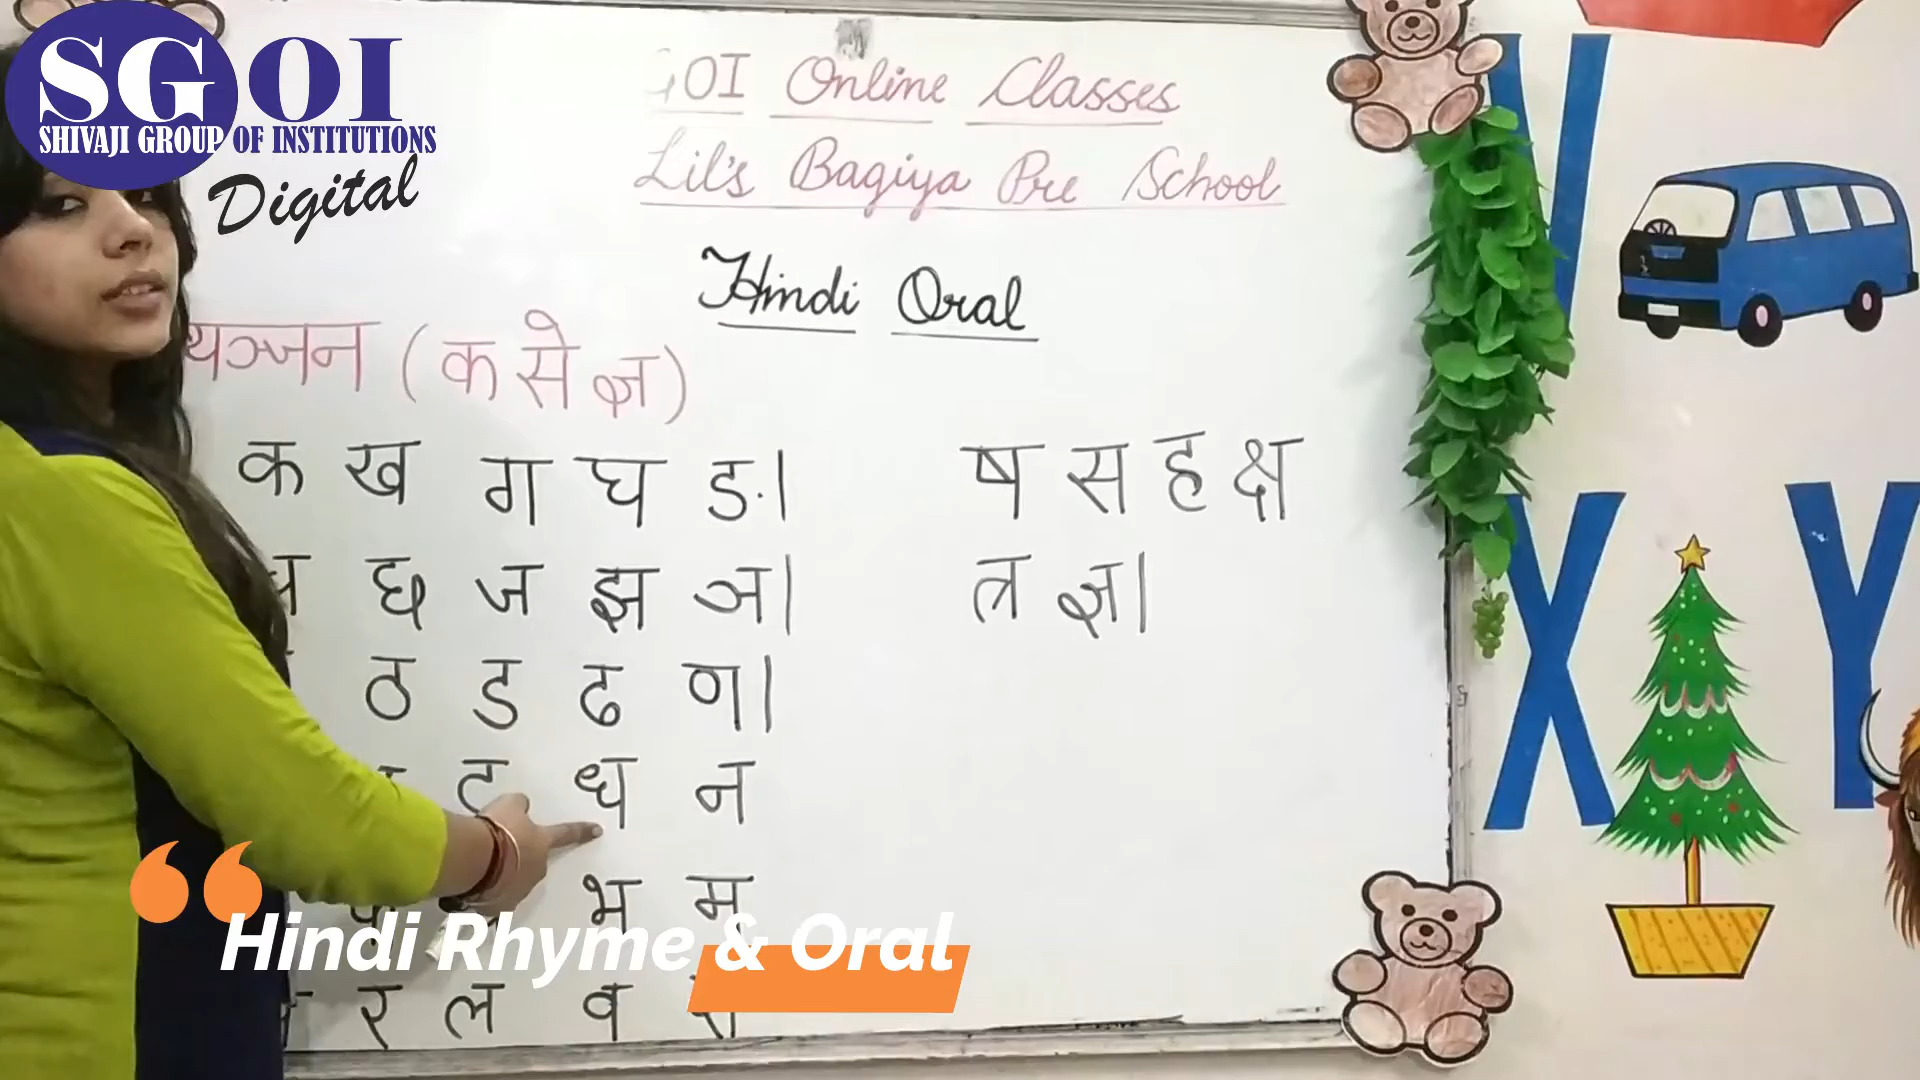 SGOI
SHIVAJI GROUP OF INSTITUTIONS
Digital
GOI Online Classes
Lil's Bagiya Pre School
Hindi Oral
यञ्जन (क से ज्ञ)
क ख ग घ ङ।
च छ ज झ ञ।
ठ ड ढ ण।
द ध न
भ म
र ल व
ष स ह क्ष
त्र ज्ञ।
Hindi Rhyme & Oral
V
X Y